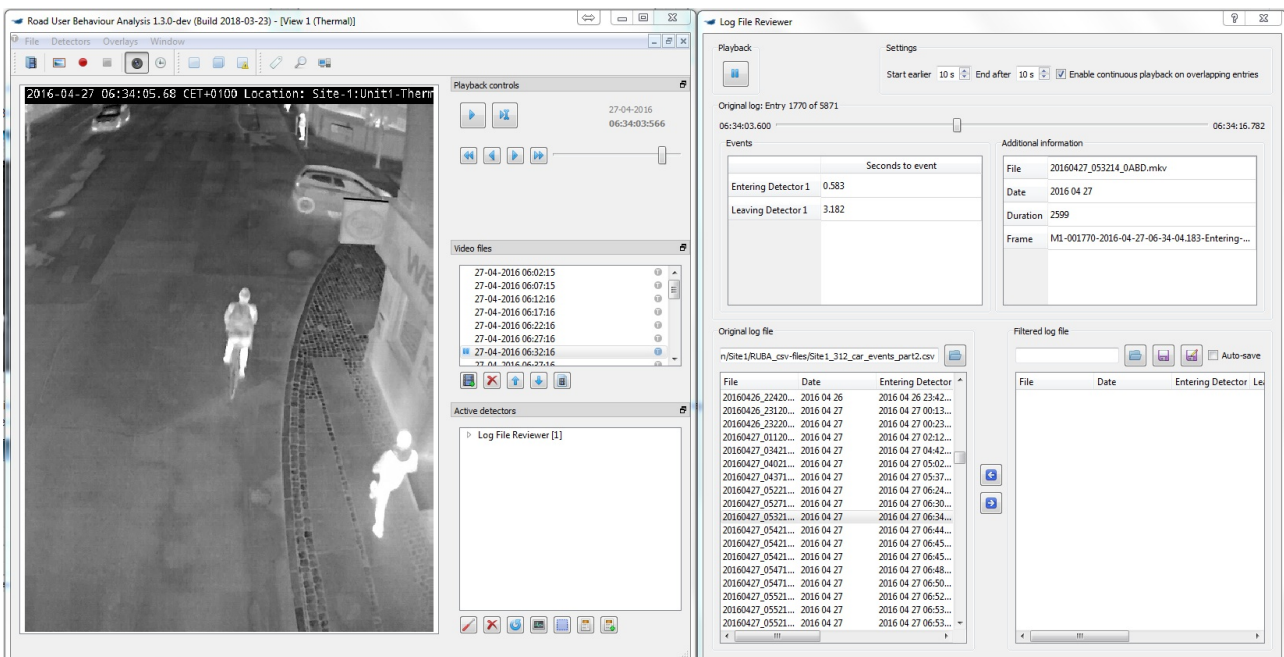 Road User Behaviour Analysis 1.3.0-dev (Build 2018-03-23) - [View 1 (Thermal)]
File Detectors Overlays Window
2016-04-27 06:34:05.68 CET+0100 Location: Site-1:Unit1-Therm
Playback controls
27-04-2016
06:34:03:566
Video files
27-04-2016 06:02:15
27-04-2016 06:07:15
27-04-2016 06:12:16
27-04-2016 06:17:16
27-04-2016 06:22:16
27-04-2016 06:27:16
27-04-2016 06:32:16
27-04-2016 06:37:16
Active detectors
Log File Reviewer [1]
Log File Reviewer
Playback
Settings
Start earlier 10 s End after 10 s Enable continuous playback on overlapping entries
Original log: Entry 1770 of 5871
06:34:03.600 06:34:16.782
Events
Seconds to event
Entering Detector 1 0.583
Leaving Detector 1 3.182
Additional information
File 20160427_053214_0ABD.mkv
Date 2016 04 27
Duration 2599
Frame M1-001770-2016-04-27-06-34-04.183-Entering-...
Original log file
n/Site1/RUBA_csv-files/Site1_312_car_events_part2.csv
File Date Entering Detector
20160426_22420... 2016 04 26 2016 04 26 23:42...
20160426_23120... 2016 04 27 2016 04 27 00:13...
20160426_23220... 2016 04 27 2016 04 27 00:23...
20160427_01120... 2016 04 27 2016 04 27 02:12...
20160427_03421... 2016 04 27 2016 04 27 04:42...
20160427_04021... 2016 04 27 2016 04 27 05:02...
20160427_04371... 2016 04 27 2016 04 27 05:37...
20160427_05221... 2016 04 27 2016 04 27 06:24...
20160427_05271... 2016 04 27 2016 04 27 06:30...
20160427_05321... 2016 04 27 2016 04 27 06:34...
20160427_05421... 2016 04 27 2016 04 27 06:44...
20160427_05421... 2016 04 27 2016 04 27 06:45...
20160427_05421... 2016 04 27 2016 04 27 06:45...
20160427_05471... 2016 04 27 2016 04 27 06:48...
20160427_05471... 2016 04 27 2016 04 27 06:50...
20160427_05521... 2016 04 27 2016 04 27 06:52...
20160427_05521... 2016 04 27 2016 04 27 06:53...
20160427_05521... 2016 04 27 2016 04 27 06:53...
Filtered log file
Auto-save
File Date Entering Detector Lea